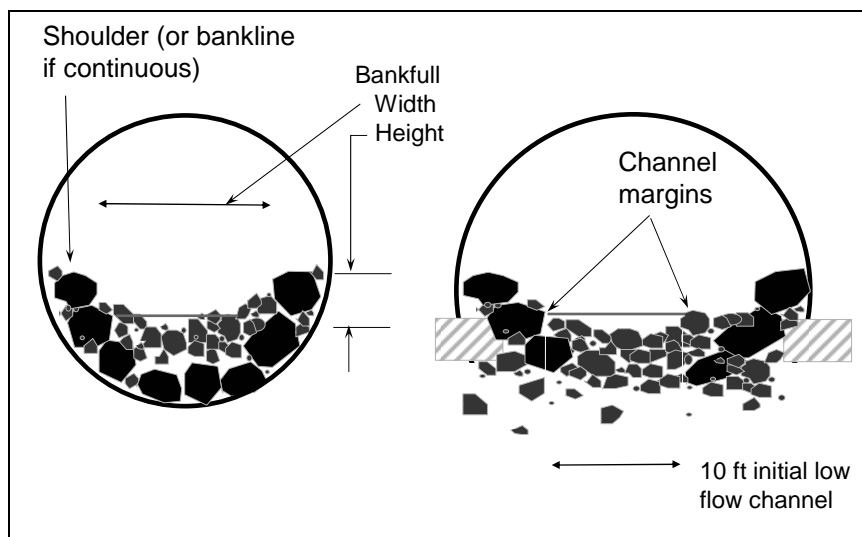 Shoulder (or bankline
if continuous)
Bankfull
Width
Height
Channel
margins
10 ft initial low
flow channel